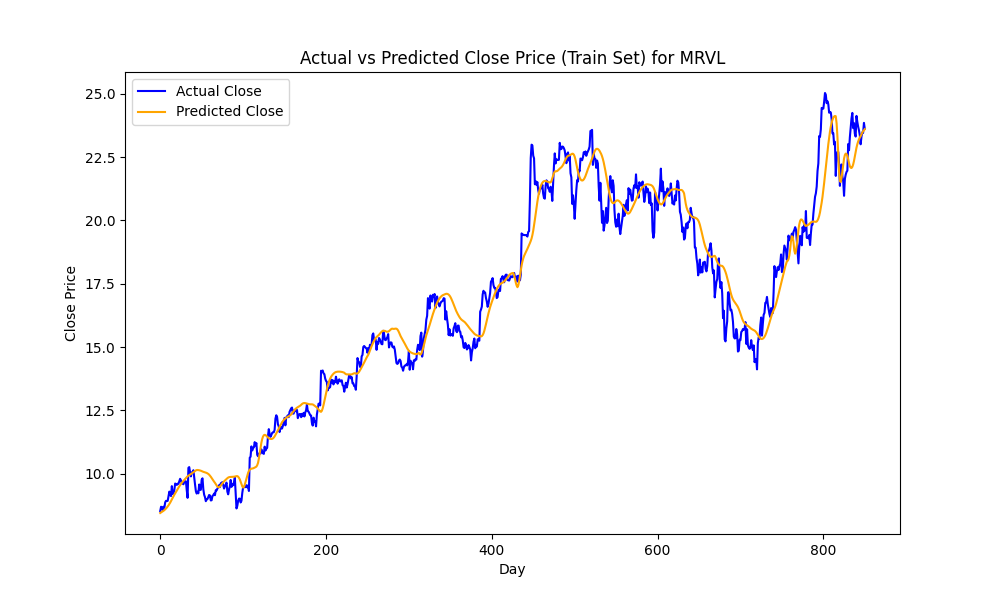 Actual vs Predicted Close Price (Train Set) for MRVL
Actual Close
Predicted Close
25.0
22.5
20.0
17.5
15.0
12.5
10.0
Close Price
0
200
400
600
800
Day